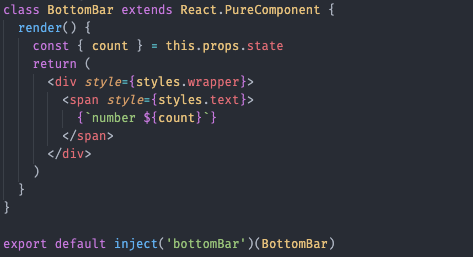 class BottomBar extends React.PureComponent {
  render() {
    const { count } = this.props.state
    return (
      <div style={styles.wrapper}>
        <span style={styles.text}>
          {`number ${count}`}
        </span>
      </div>
    )
  }
}

export default inject('bottomBar')(BottomBar)